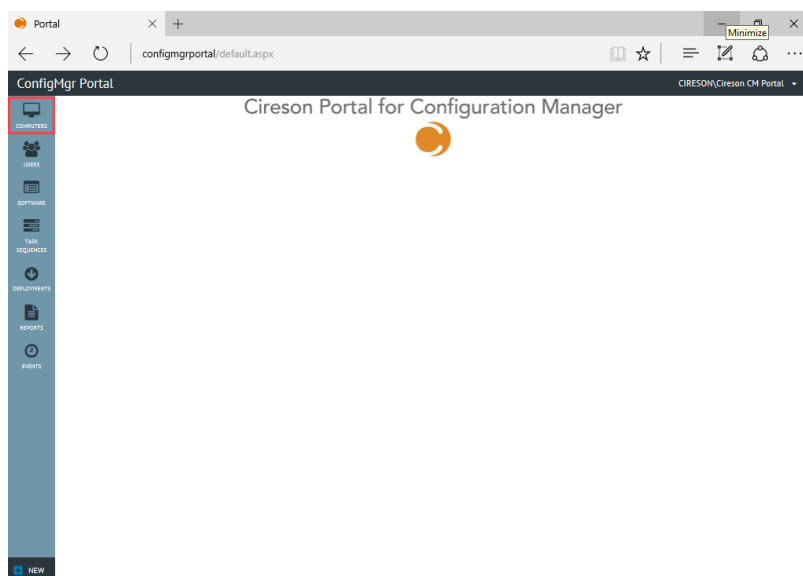 Portal
Minimize
configmgrportal/default.aspx
ConfigMgr Portal
CIRESON\Cireson CM Portal
Cireson Portal for Configuration Manager
COMPUTERS
USERS
SOFTWARE
TASK
SEQUENCES
DEPLOYMENTS
REPORTS
EVENTS
NEW